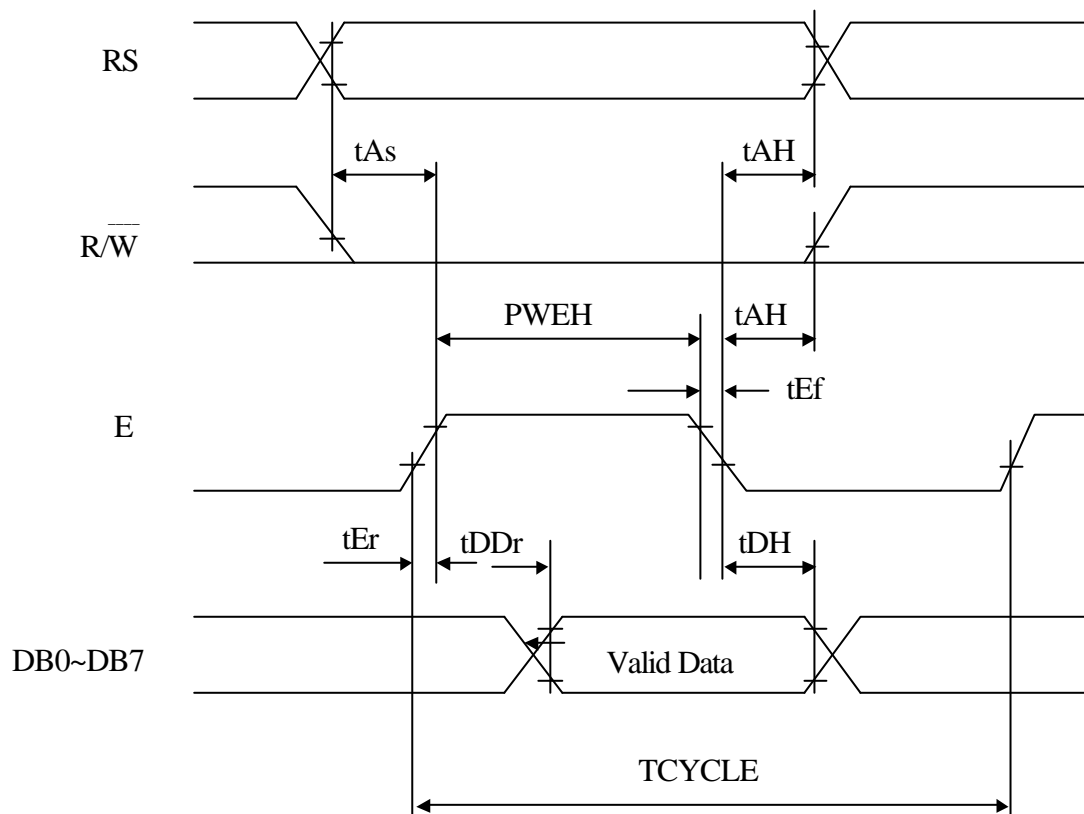 RS
tAs tAH
R/W̅
PWEH tAH
tEf
E
tEr tDDr tDH
DB0~DB7 Valid Data
TCYCLE